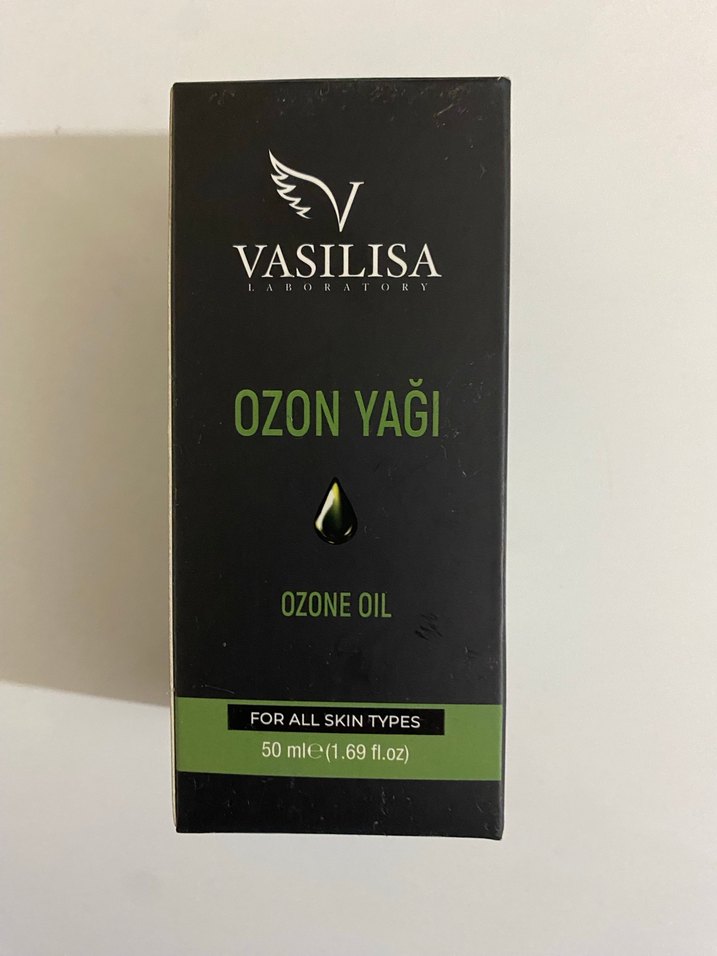 VASILISA
LABORATORY
OZON YAĞI
OZONE OIL
FOR ALL SKIN TYPES
50 ml℮(1.69 fl.oz)